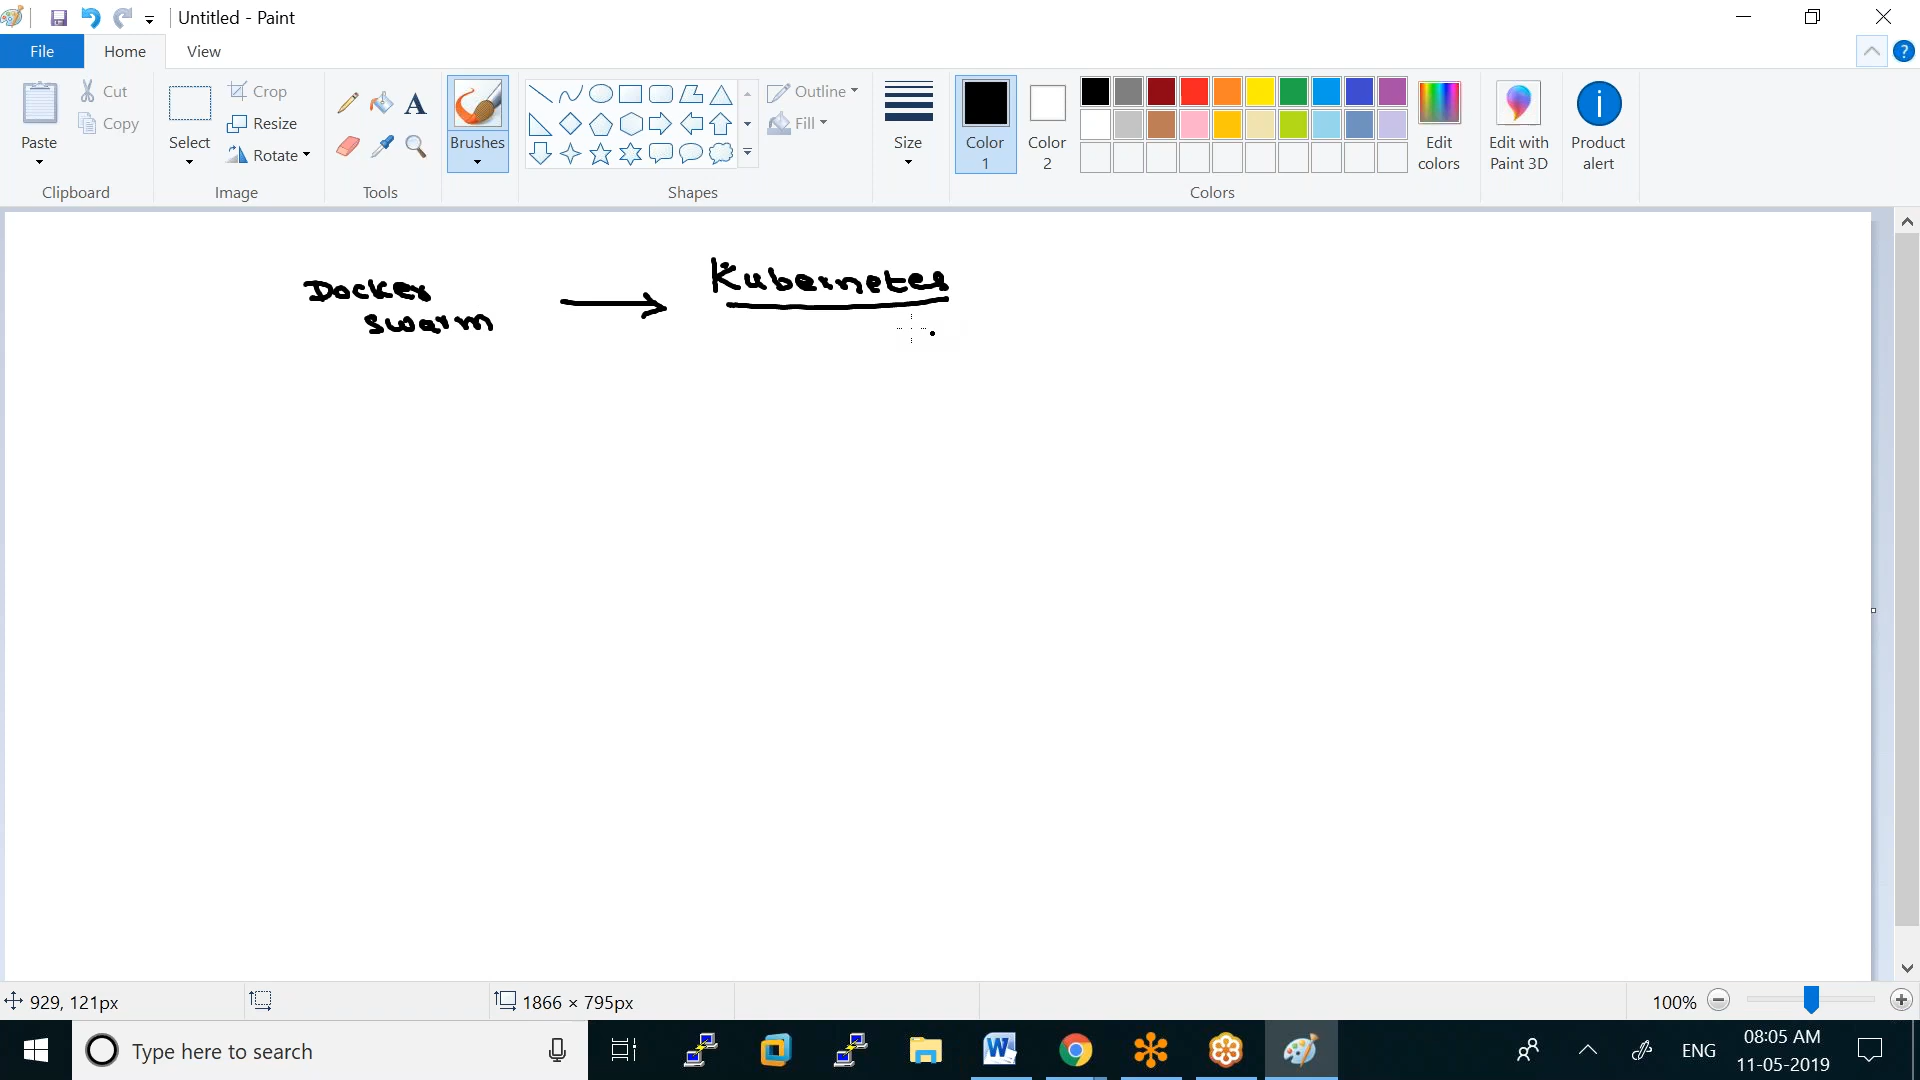 Untitled - Paint
File
Home
View
Paste
Cut
Copy
Clipboard
Select
Crop
Resize
Rotate
Image
Tools
Brushes
Outline
Fill
Shapes
Size
Color 1
Color 2
Edit colors
Colors
Edit with Paint 3D
Product alert
Docker
swarm
Kubernetes
929, 121px
1866 × 795px
100%
Type here to search
ENG
08:05 AM
11-05-2019